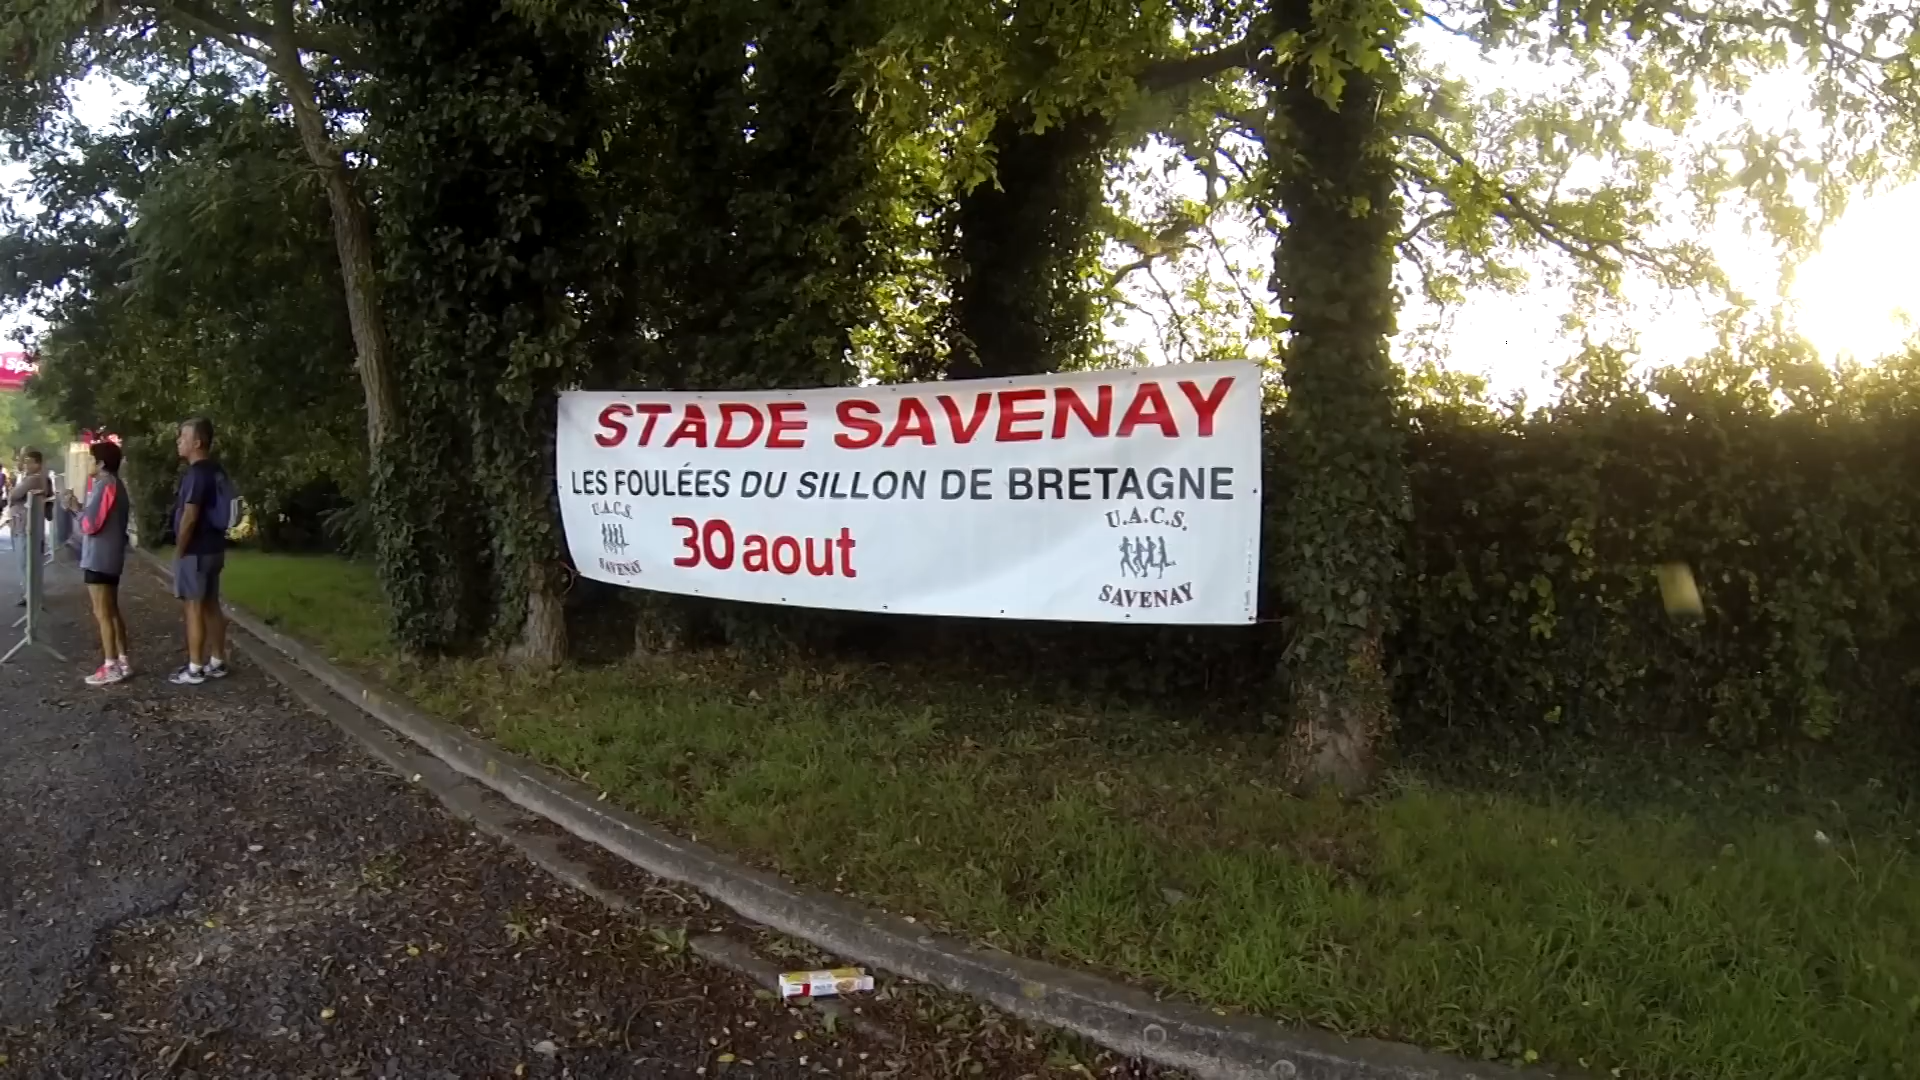 STADE SAVENAY
LES FOULÉES DU SILLON DE BRETAGNE
U.A.C.S.
SAVENAY
30 aout
U.A.C.S.
SAVENAY